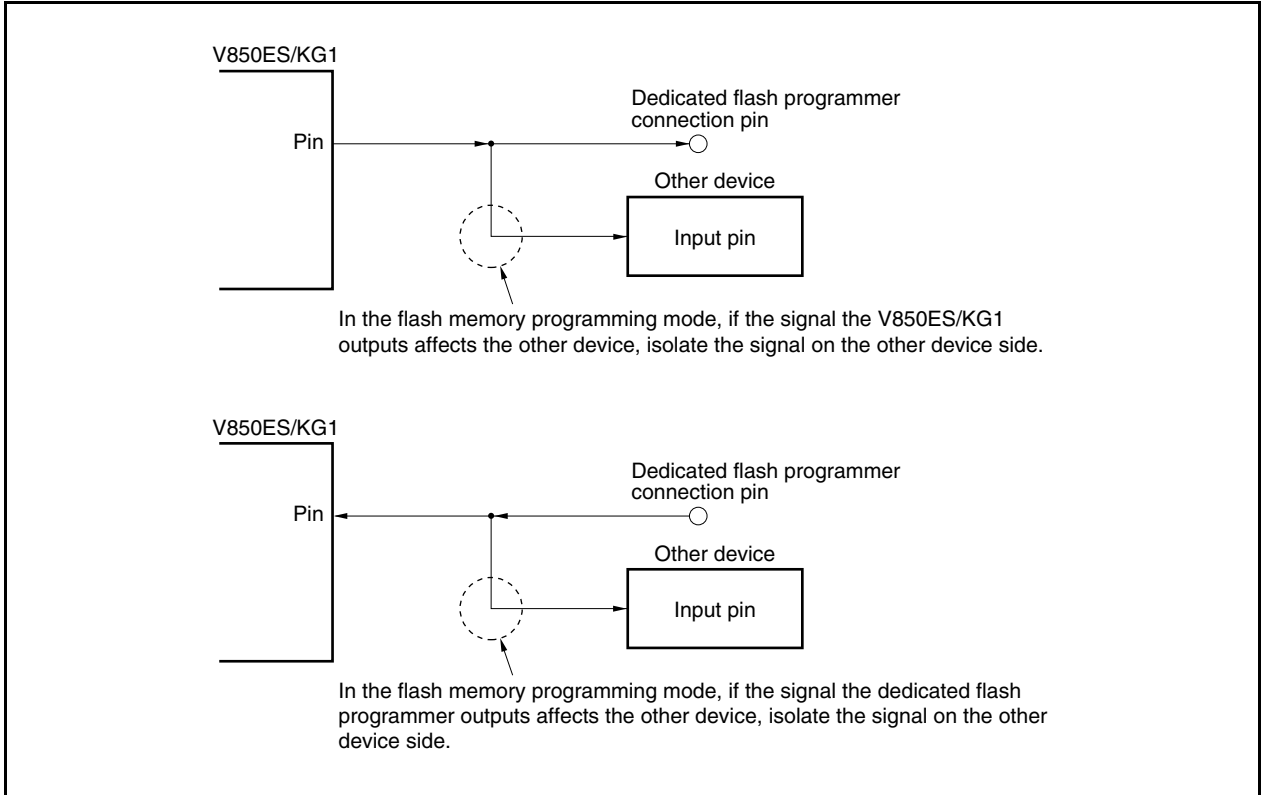 V850ES/KG1
Dedicated flash programmer
connection pin
Pin
Other device
Input pin
In the flash memory programming mode, if the signal the V850ES/KG1
outputs affects the other device, isolate the signal on the other device side.
V850ES/KG1
Dedicated flash programmer
connection pin
Pin
Other device
Input pin
In the flash memory programming mode, if the signal the dedicated flash
programmer outputs affects the other device, isolate the signal on the other
device side.